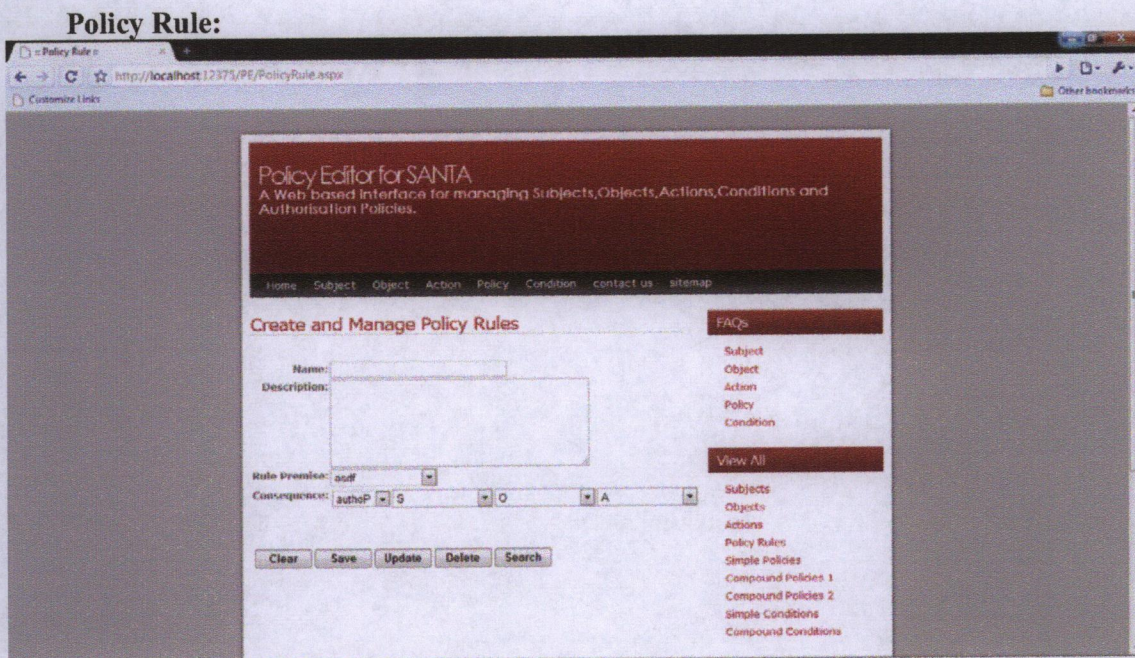 Policy Rule:
:: Policy Rule ::
http://localhost:12375/PE/PolicyRule.aspx
Customize Links
Other bookmarks
Policy Editor for SANTA
A Web based interface for managing Subjects,Objects,Actions,Conditions and
Authorisation Policies.
Home Subject Object Action Policy Condition contact us sitemap
Create and Manage Policy Rules
Name:
Description:
Rule Premise: asdf
Consequence: authoP S O A
Clear Save Update Delete Search
FAQs
Subject
Object
Action
Policy
Condition
View All
Subjects
Objects
Actions
Policy Rules
Simple Policies
Compound Policies 1
Compound Policies 2
Simple Conditions
Compound Conditions